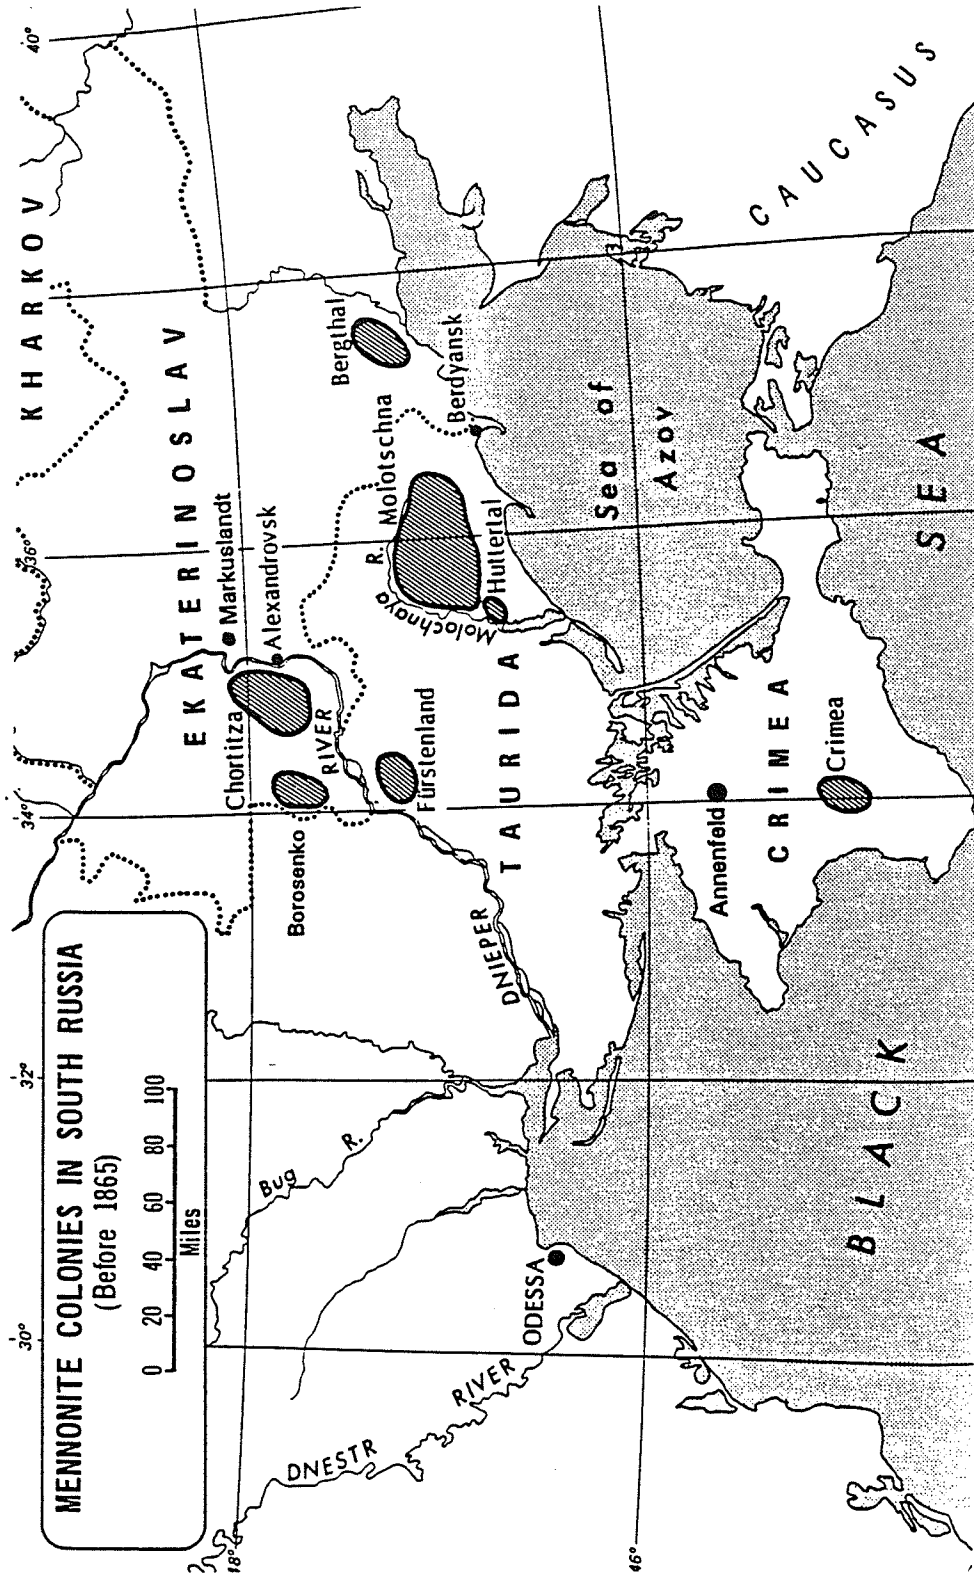 MENNONITE COLONIES IN SOUTH RUSSIA
(Before 1865)
0 20 40 60 80 100
Miles
30°
32°
34°
36°
40°
48°
46°
KHARKOV
EKATERINOSLAV
Markuslandt
Alexandrovsk
Chortitza
Borosenko
RIVER
Fürstenland
DNIEPER
Bug R.
DNESTR RIVER
ODESSA
TAURIDA
Molochnaya R.
Molotschna
Huttertal
Bergthal
Berdyansk
Sea of
Azov
CAUCASUS
CRIMEA
Annenfeld
Crimea
BLACK SEA